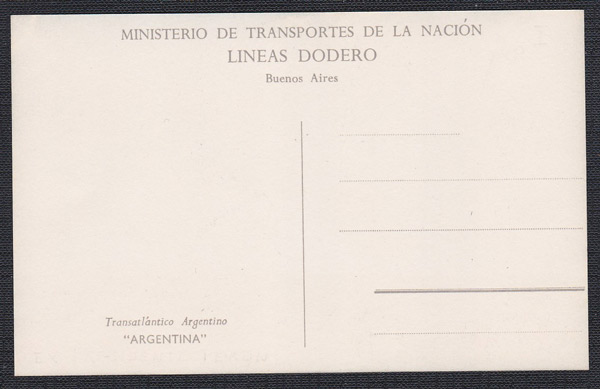 MINISTERIO DE TRANSPORTES DE LA NACIÓN
LINEAS DODERO
Buenos Aires
Transatlántico Argentino
"ARGENTINA"